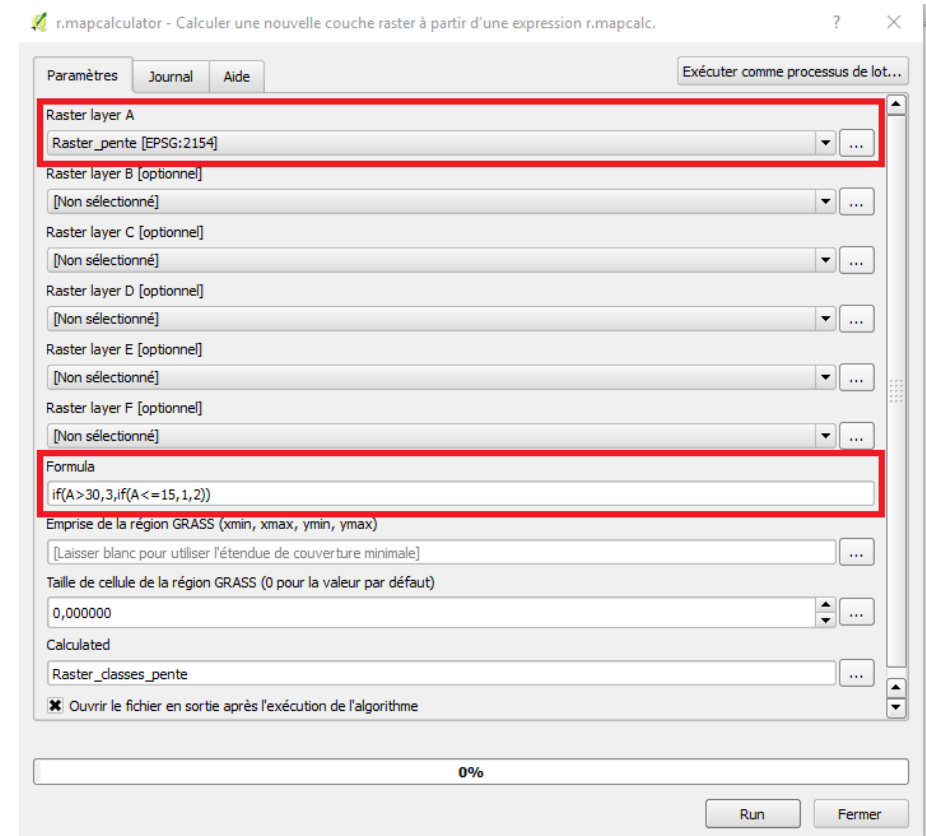 r.mapcalculator - Calculer une nouvelle couche raster à partir d'une expression r.mapcalc.
Paramètres
Journal
Aide
Exécuter comme processus de lot...
Raster layer A
Raster_pente [EPSG:2154]
...
Raster layer B [optionnel]
[Non sélectionné]
...
Raster layer C [optionnel]
[Non sélectionné]
...
Raster layer D [optionnel]
[Non sélectionné]
...
Raster layer E [optionnel]
[Non sélectionné]
...
Raster layer F [optionnel]
[Non sélectionné]
...
Formula
if(A>30,3,if(A<=15,1,2))
Emprise de la région GRASS (xmin, xmax, ymin, ymax)
[Laisser blanc pour utiliser l'étendue de couverture minimale]
...
Taille de cellule de la région GRASS (0 pour la valeur par défaut)
0,000000
...
Calculated
Raster_classes_pente
...
Ouvrir le fichier en sortie après l'exécution de l'algorithme
0%
Run
Fermer